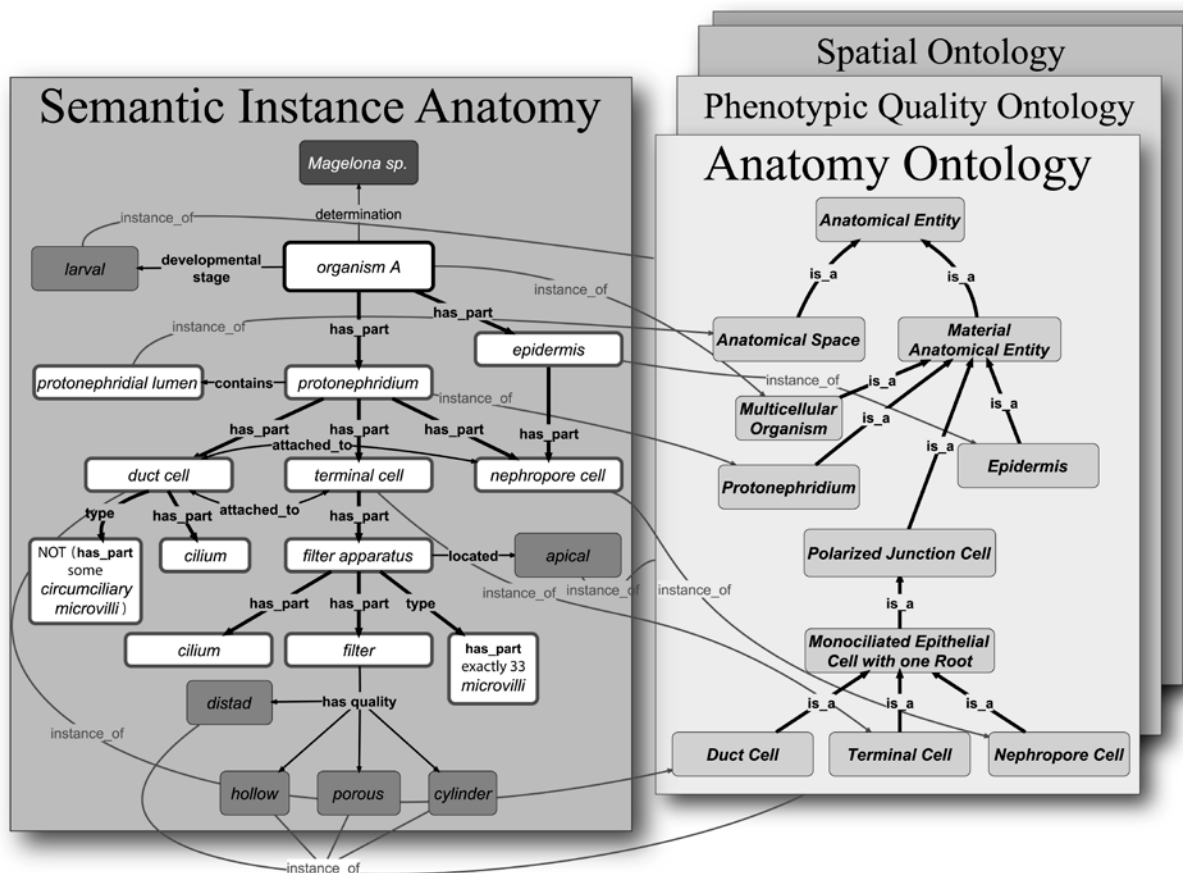 Spatial Ontology
Phenotypic Quality Ontology
Semantic Instance Anatomy
Anatomy Ontology
Magelona sp.
determination
instance_of
larval
developmental
stage
organism A
instance_of
has_part
has_part
instance_of
epidermis
protonephridial lumen
contains
protonephridium
instance_of
instance_of
has_part
has_part
has_part
has_part
attached_to
duct cell
terminal cell
nephropore cell
type
has_part
attached_to
has_part
NOT (has_part
some
circumciliary
microvilli)
cilium
filter apparatus
located
apical
instance_of
instance_of
instance_of
has_part
has_part
type
cilium
filter
has_part
exactly 33
microvilli
distad
has quality
instance_of
hollow
porous
cylinder
instance_of
Anatomical Entity
is_a
is_a
Anatomical Space
Material
Anatomical Entity
is_a
Multicellular
Organism
is_a
is_a
is_a
Protonephridium
Epidermis
Polarized Junction Cell
is_a
Monociliated Epithelial
Cell with one Root
is_a
is_a
is_a
Duct Cell
Terminal Cell
Nephropore Cell